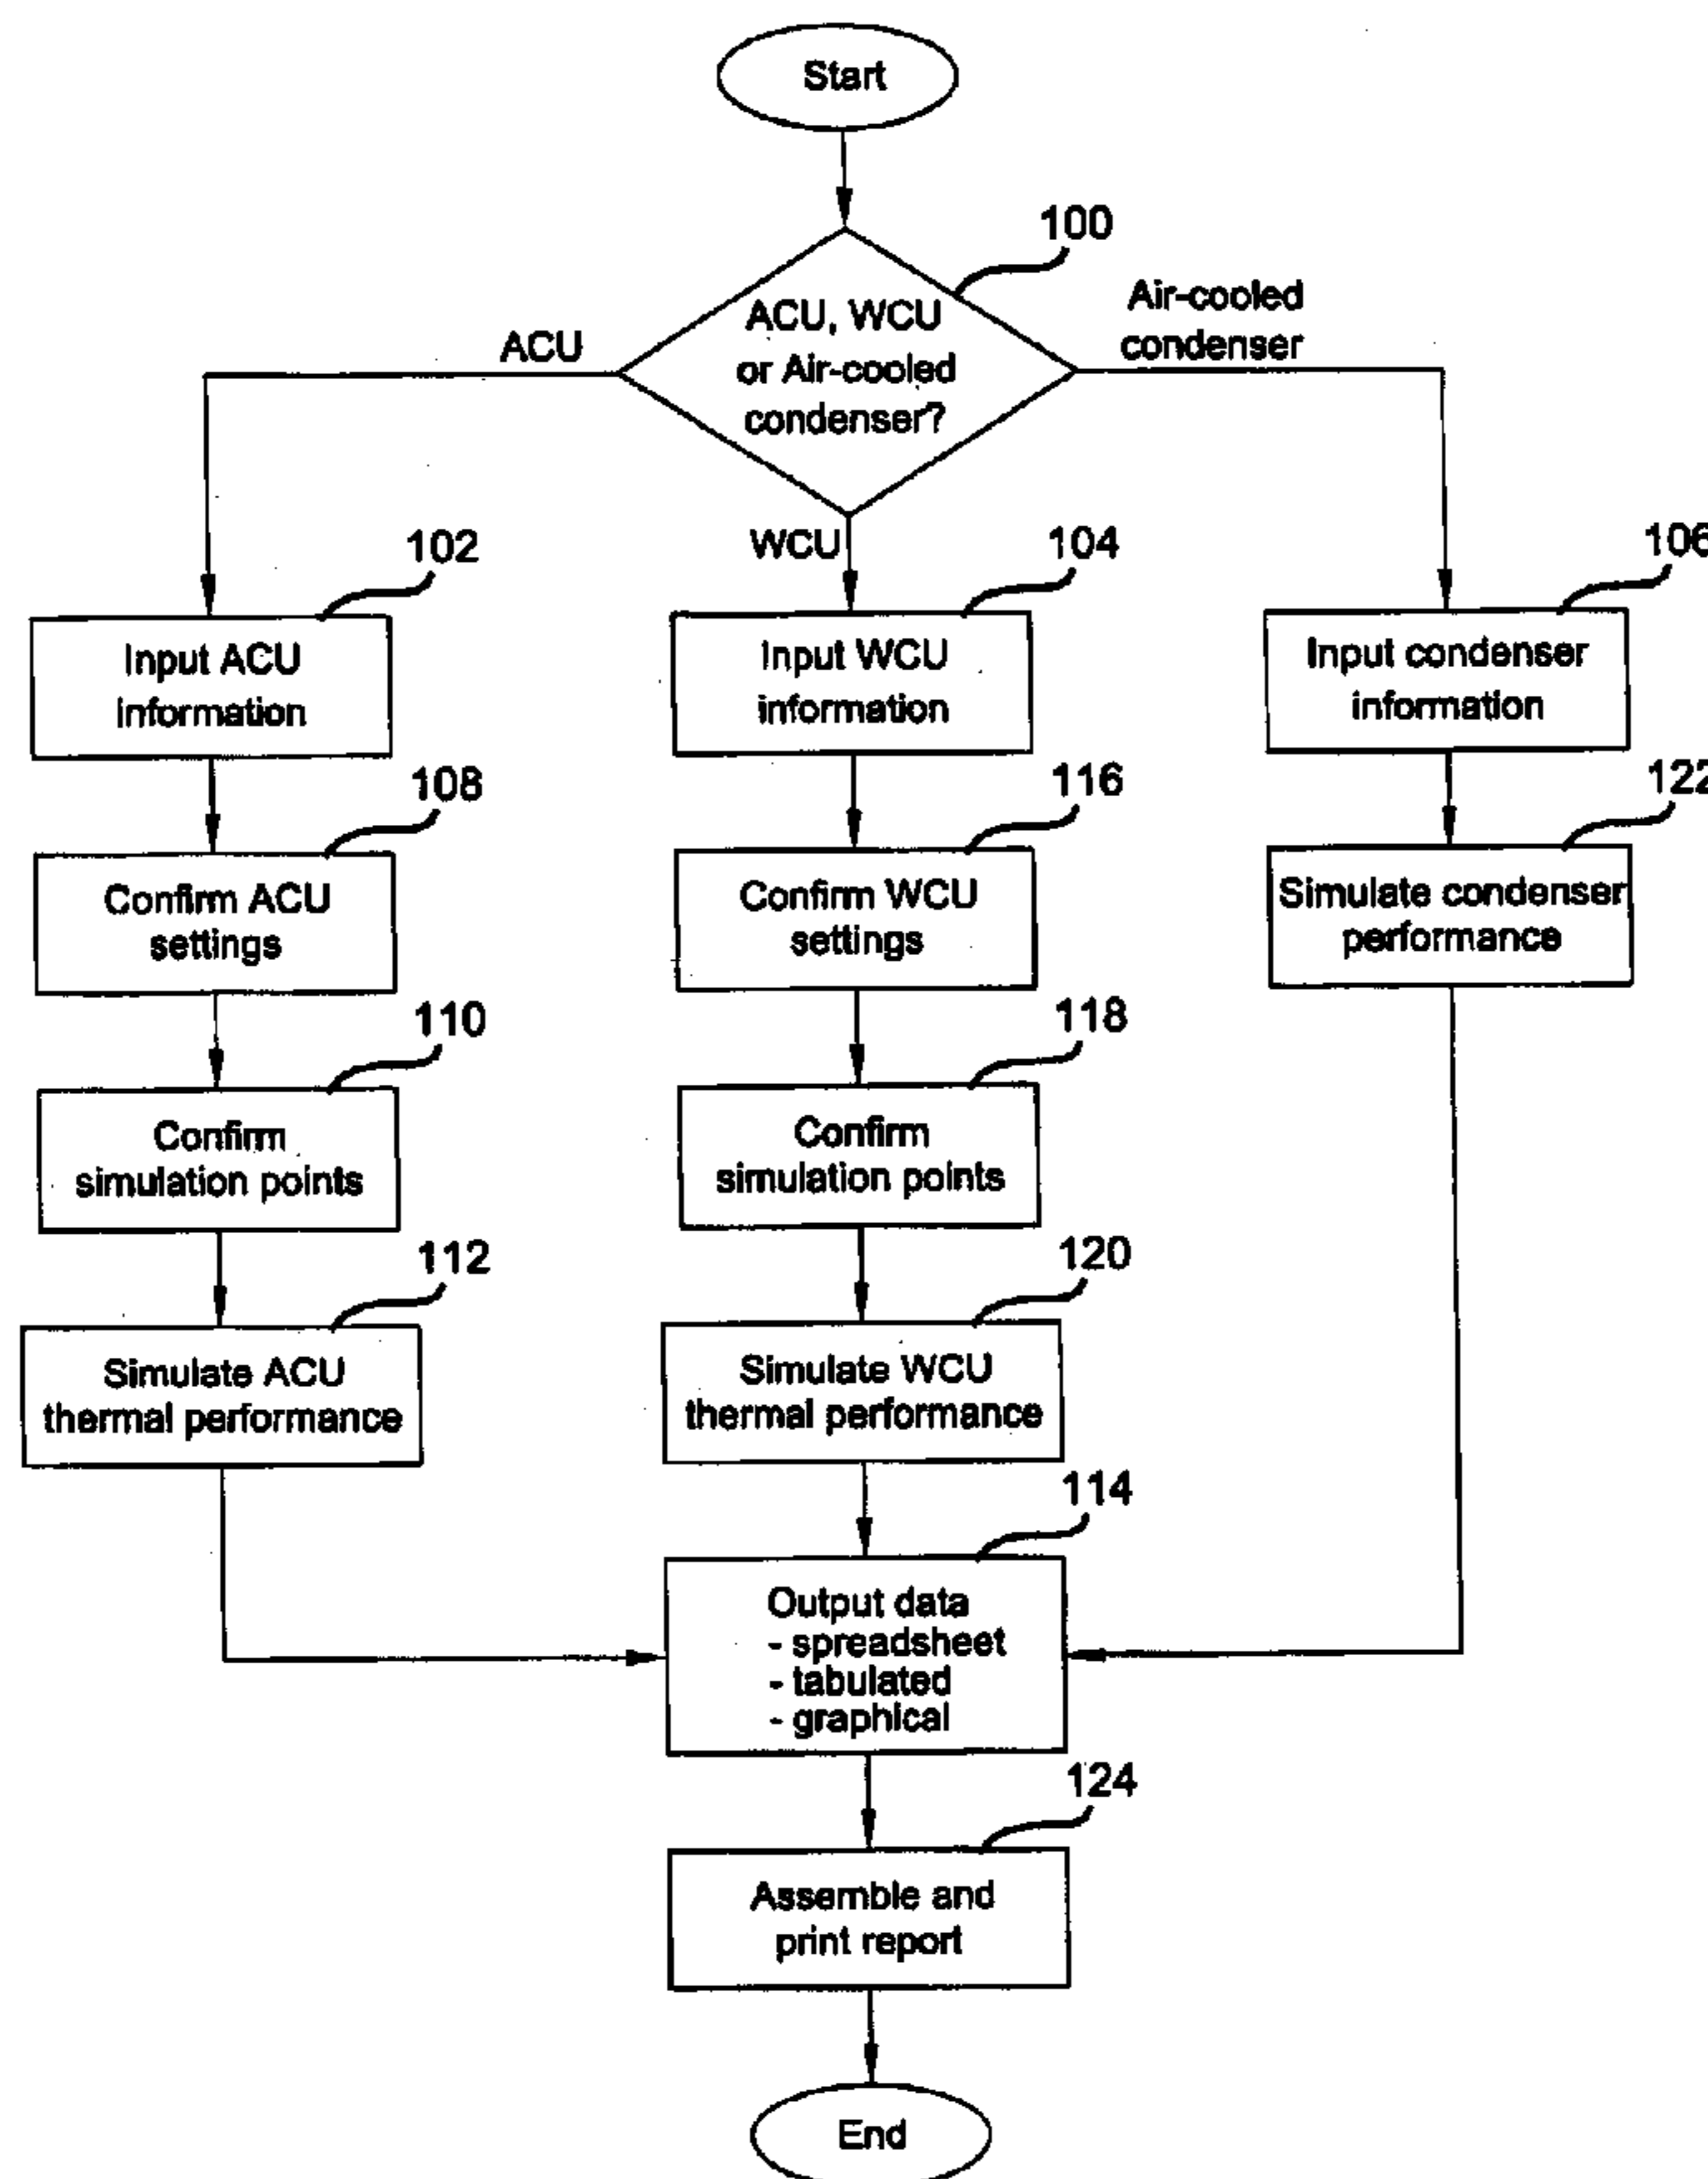 Start
100
ACU, WCU
or Air-cooled
condenser?
ACU
Air-cooled
condenser
WCU
102
104
106
Input ACU
information
Input WCU
information
Input condenser
information
108
116
122
Confirm ACU
settings
Confirm WCU
settings
Simulate condenser
performance
110
118
Confirm
simulation points
Confirm
simulation points
112
120
Simulate ACU
thermal performance
Simulate WCU
thermal performance
114
Output data
- spreadsheet
- tabulated
- graphical
124
Assemble and
print report
End